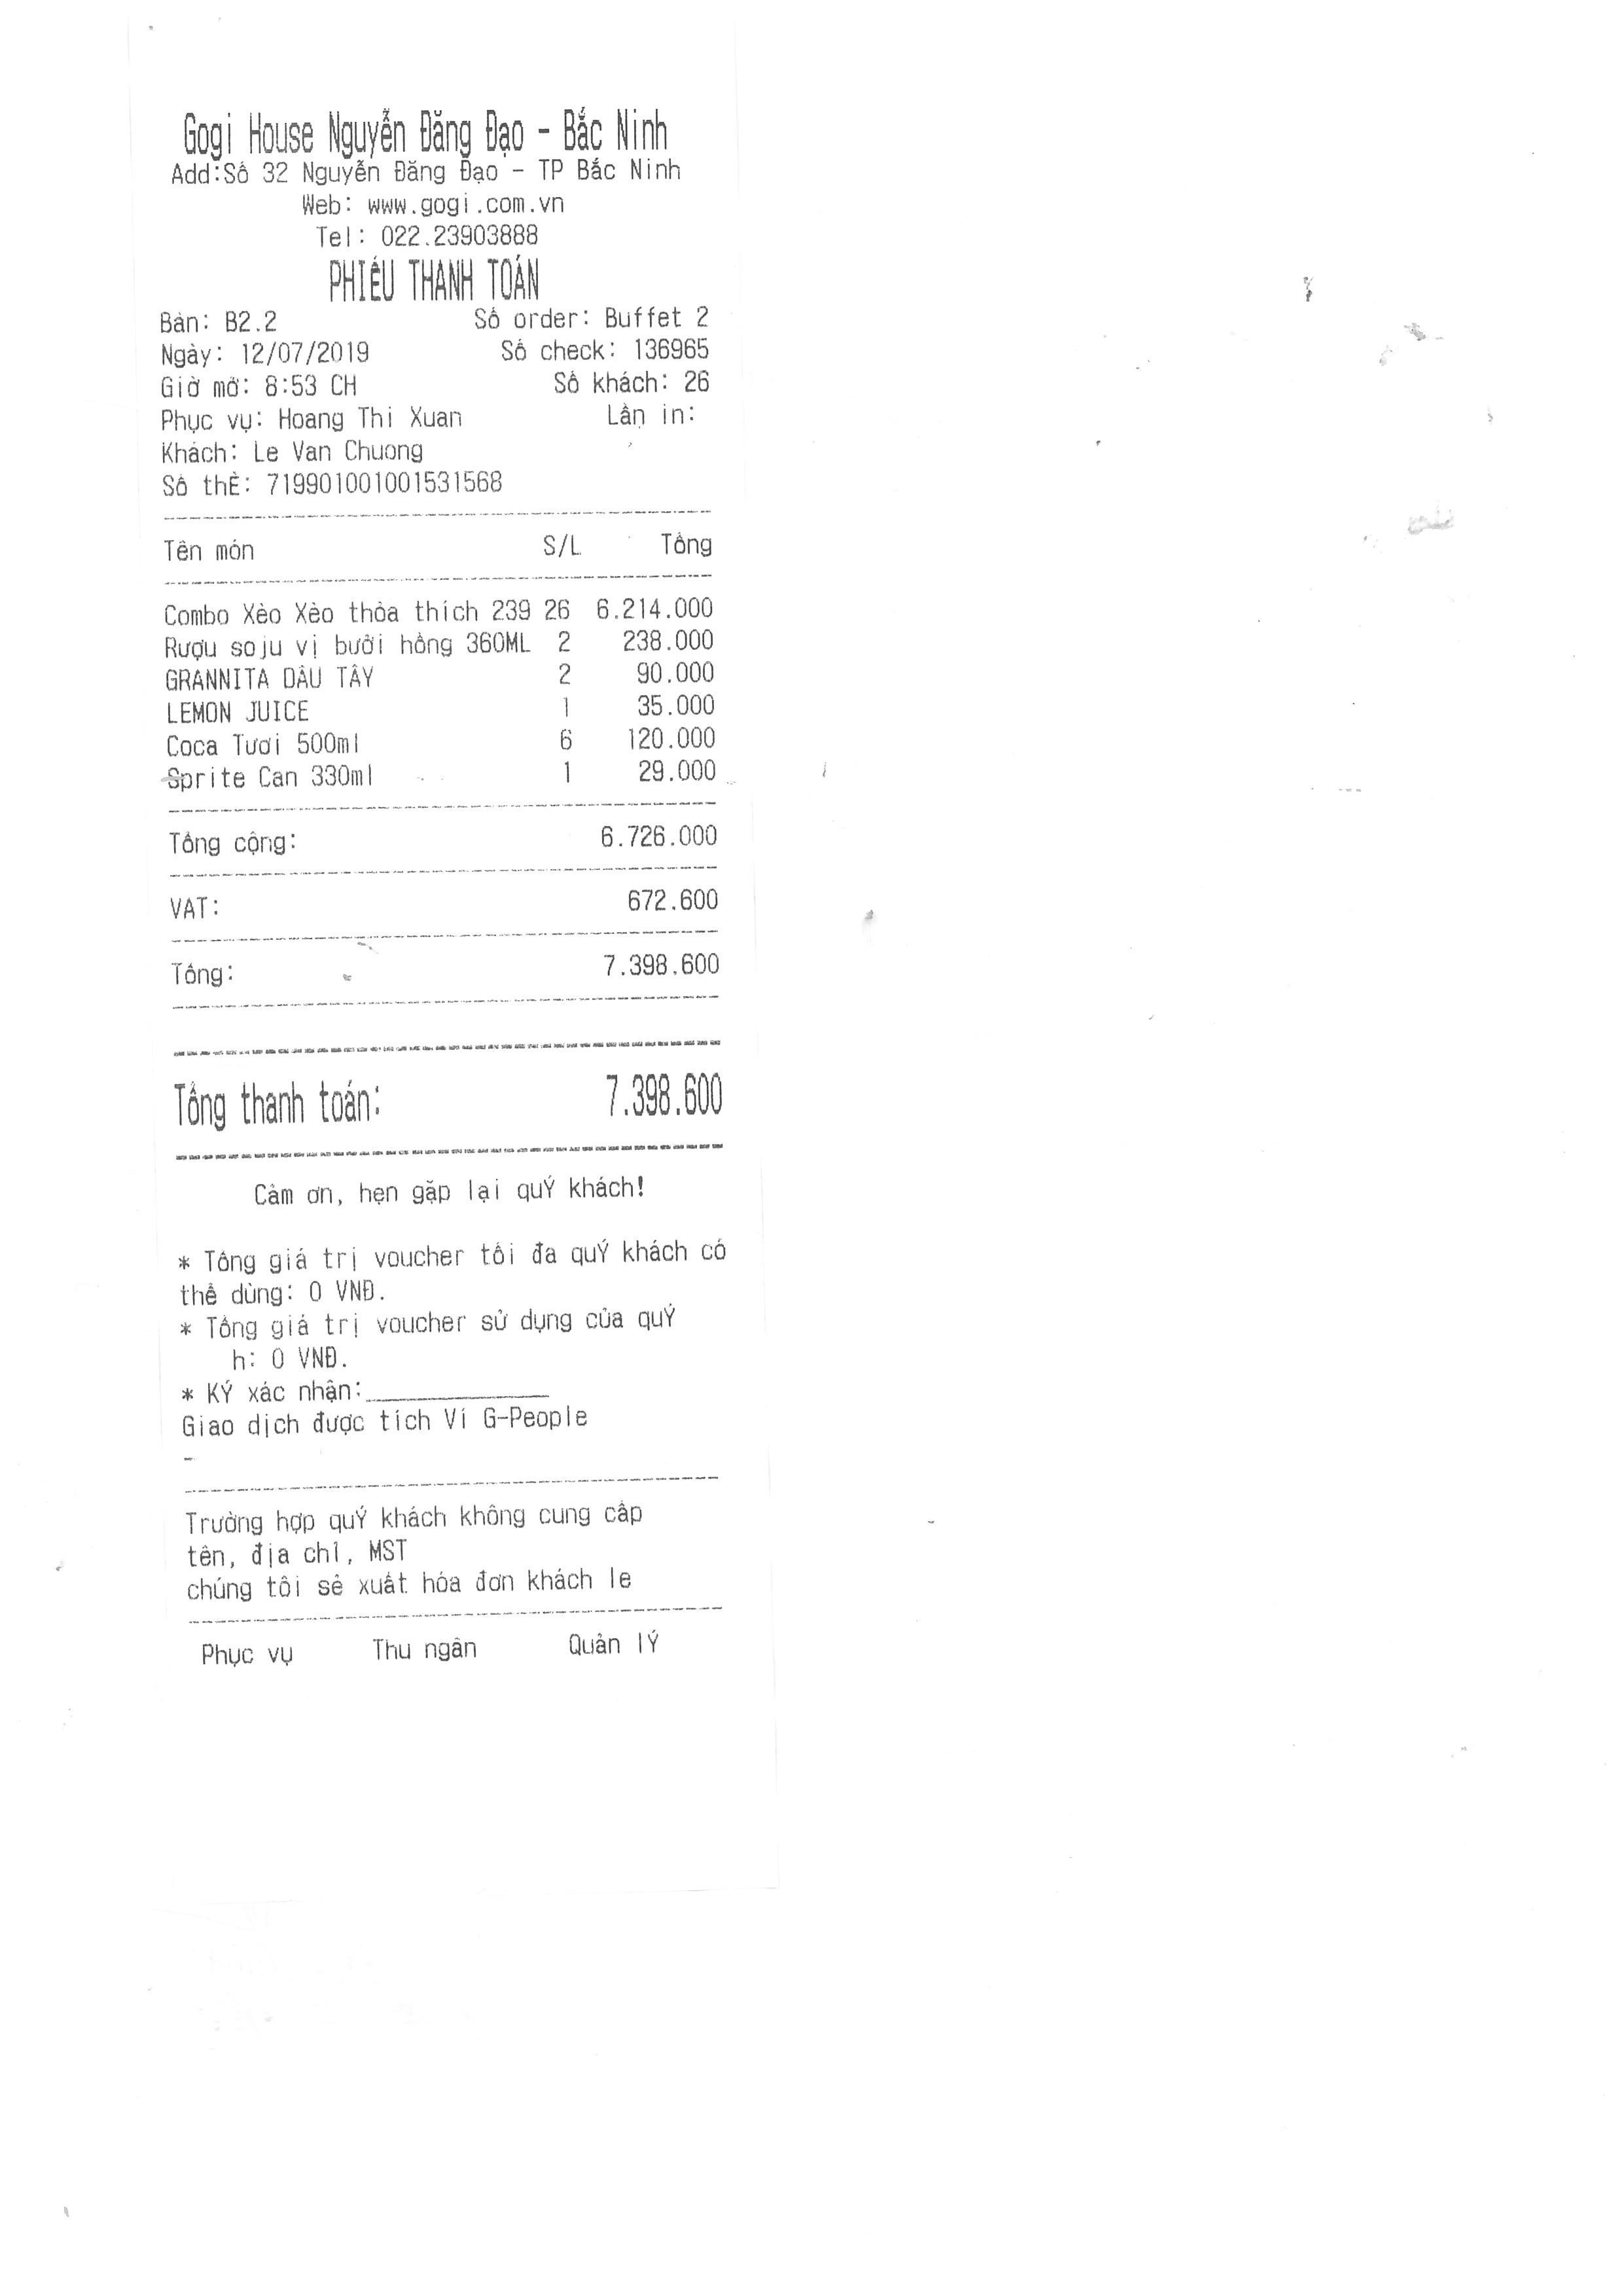 Gogi House Nguyễn Đăng Đạo - Bắc Ninh
Add:Số 32 Nguyễn Đăng Đạo - TP Bắc Ninh
Web: www.gogi.com.vn
Tel: 022.23903888
PHIẾU THANH TOÁN
Bàn: B2.2 Số order: Buffet 2
Ngày: 12/07/2019 Số check: 136965
Giờ mở: 8:53 CH Số khách: 26
Phục vụ: Hoang Thi Xuan Lần in:
Khách: Le Van Chuong
Số thẺ: 719901001001531568
Tên món S/L Tổng
Combo Xèo Xèo thỏa thích 239 26 6.214.000
Rượu soju vị bưởi hồng 360ML 2 238.000
GRANNITA DÂU TÂY 2 90.000
LEMON JUICE 1 35.000
Coca Tươi 500ml 6 120.000
Sprite Can 330ml 1 29.000
Tổng cộng: 6.726.000
VAT: 672.600
Tổng: 7.398.600
Tổng thanh toán: 7.398.600
Cảm ơn, hẹn gặp lại quÝ khách!
* Tổng giá trị voucher tối đa quÝ khách có
thể dùng: 0 VNĐ.
* Tổng giá trị voucher sử dụng của quÝ
h: 0 VNĐ.
* KÝ xác nhận:
Giao dịch được tích Ví G-People
-
Trường hợp quÝ khách không cung cấp
tên, địa chỉ, MST
chúng tôi sẽ xuất hóa đơn khách le
Phục vụ Thu ngân Quản lÝ